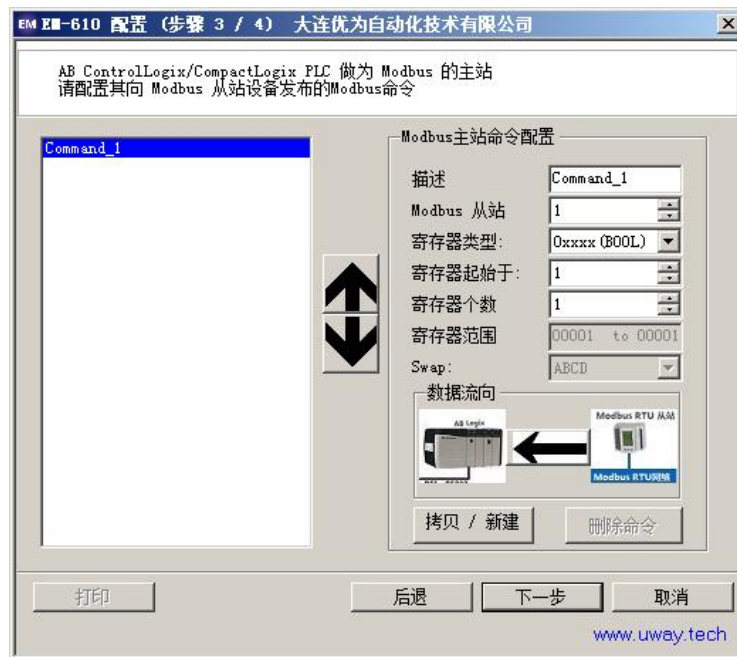 EM EM-610 配置 (步骤 3 / 4) 大连优为自动化技术有限公司
AB ControlLogix/CompactLogix PLC 做为 Modbus 的主站
请配置其向 Modbus 从站设备发布的Modbus命令
Command_1
Modbus主站命令配置
描述 Command_1
Modbus 从站 1
寄存器类型: 0xxxx (BOOL)
寄存器起始于: 1
寄存器个数 1
寄存器范围 00001 to 00001
Swap: ABCD
数据流向
AB Logix
Modbus RTU 从站
Modbus RTU网络
拷贝 / 新建 删除命令
打印 后退 下一步 取消
www.uway.tech